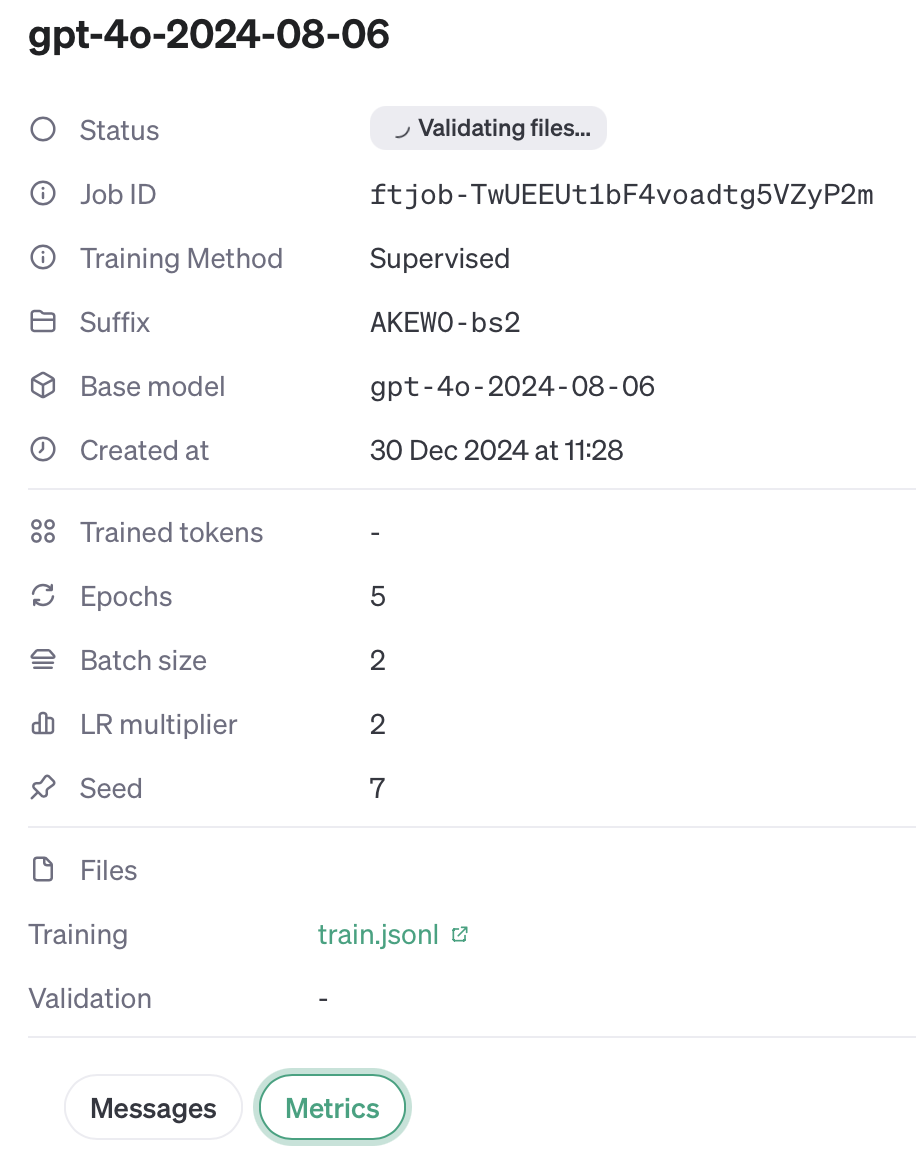 gpt-4o-2024-08-06
Status Validating files...
Job ID ftjob-TwUEEUt1bF4voadtg5VZyP2m
Training Method Supervised
Suffix AKEWO-bs2
Base model gpt-4o-2024-08-06
Created at 30 Dec 2024 at 11:28
Trained tokens -
Epochs 5
Batch size 2
LR multiplier 2
Seed 7
Files
Training train.jsonl
Validation -
Messages Metrics